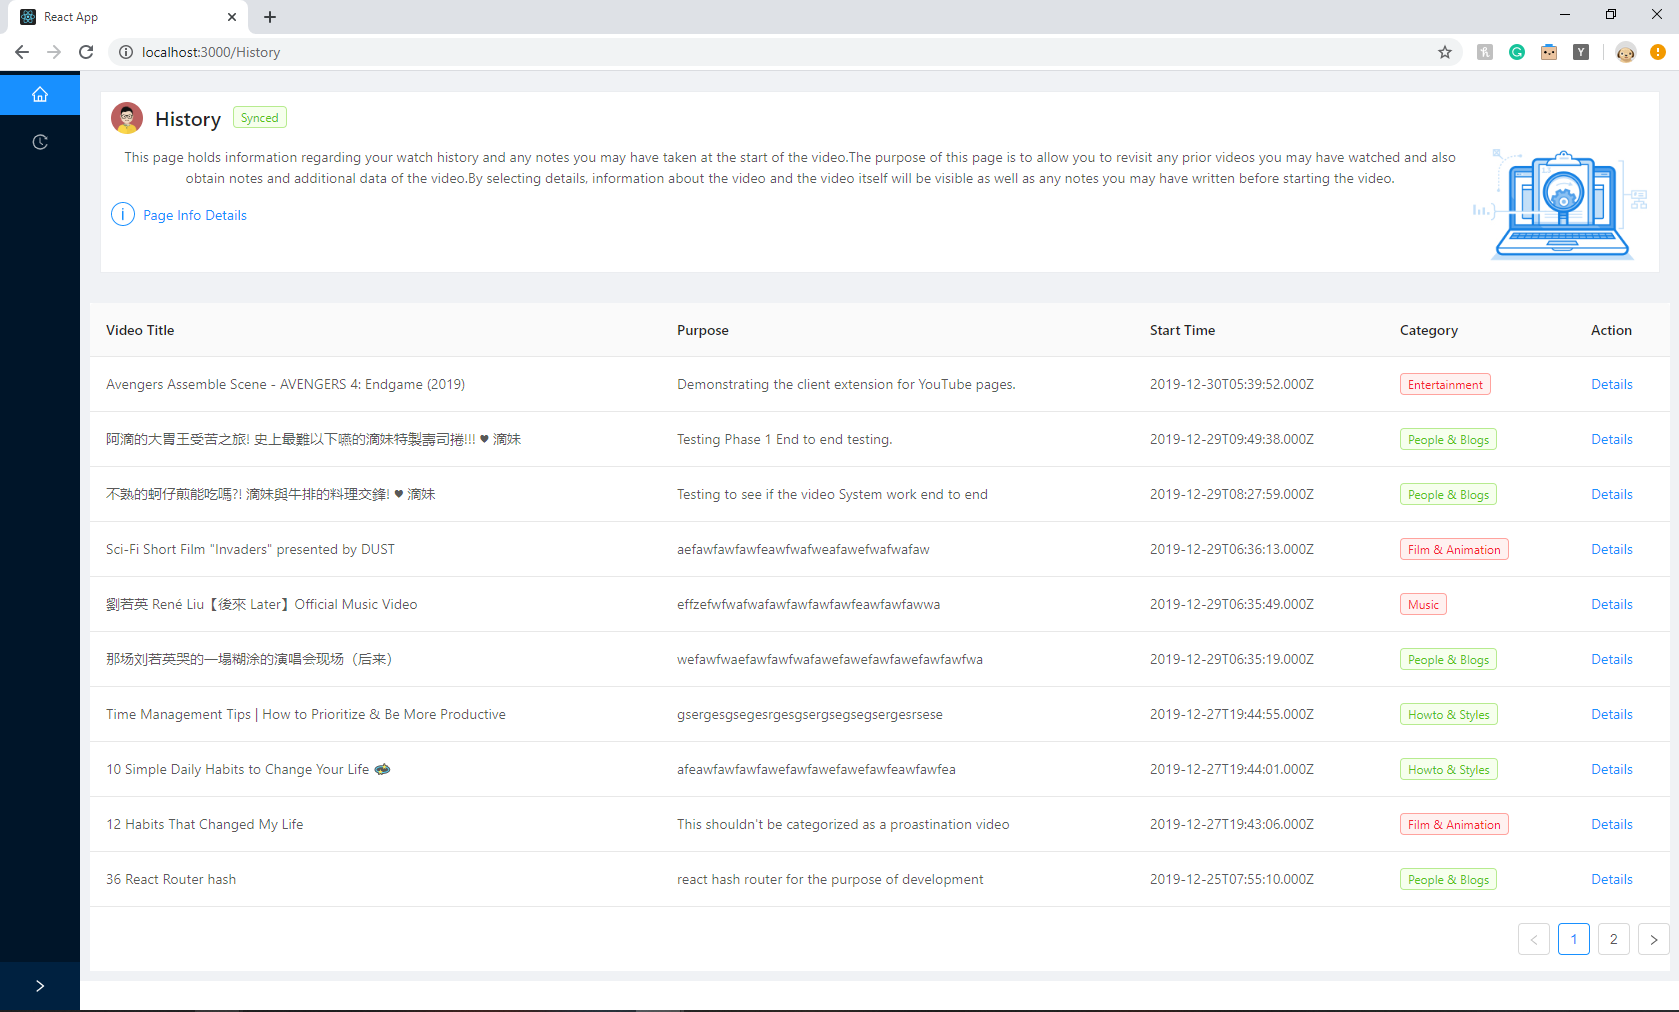 React App
localhost:3000/History
History Synced
This page holds information regarding your watch history and any notes you may have taken at the start of the video.The purpose of this page is to allow you to revisit any prior videos you may have watched and also
obtain notes and additional data of the video.By selecting details, information about the video and the video itself will be visible as well as any notes you may have written before starting the video.
Page Info Details
Video Title Purpose Start Time Category Action
Avengers Assemble Scene - AVENGERS 4: Endgame (2019) Demonstrating the client extension for YouTube pages. 2019-12-30T05:39:52.000Z Entertainment Details
阿滴的大胃王受苦之旅! 史上最難以下嚥的滴妹特製壽司捲!!! ♥ 滴妹 Testing Phase 1 End to end testing. 2019-12-29T09:49:38.000Z People & Blogs Details
不熟的蚵仔煎能吃嗎?! 滴妹與牛排的料理交鋒! ♥ 滴妹 Testing to see if the video System work end to end 2019-12-29T08:27:59.000Z People & Blogs Details
Sci-Fi Short Film "Invaders" presented by DUST aefawfawfawfeawfwafweafawefwafwafaw 2019-12-29T06:36:13.000Z Film & Animation Details
劉若英 René Liu【後來 Later】Official Music Video effzefwfwafwafawfawfawfawfeawfawfawwa 2019-12-29T06:35:49.000Z Music Details
那场刘若英哭的一塌糊涂的演唱会现场（后来） wefawfwaefawfawfwafawefawefawfawefawfawfwa 2019-12-29T06:35:19.000Z People & Blogs Details
Time Management Tips | How to Prioritize & Be More Productive gsergesgsegesrgesgsergsegsegsergesrsese 2019-12-27T19:44:55.000Z Howto & Styles Details
10 Simple Daily Habits to Change Your Life afeawfawfawfawefawfawefawefawfeawfawfea 2019-12-27T19:44:01.000Z Howto & Styles Details
12 Habits That Changed My Life This shouldn't be categorized as a proastination video 2019-12-27T19:43:06.000Z Film & Animation Details
36 React Router hash react hash router for the purpose of development 2019-12-25T07:55:10.000Z People & Blogs Details
1 2